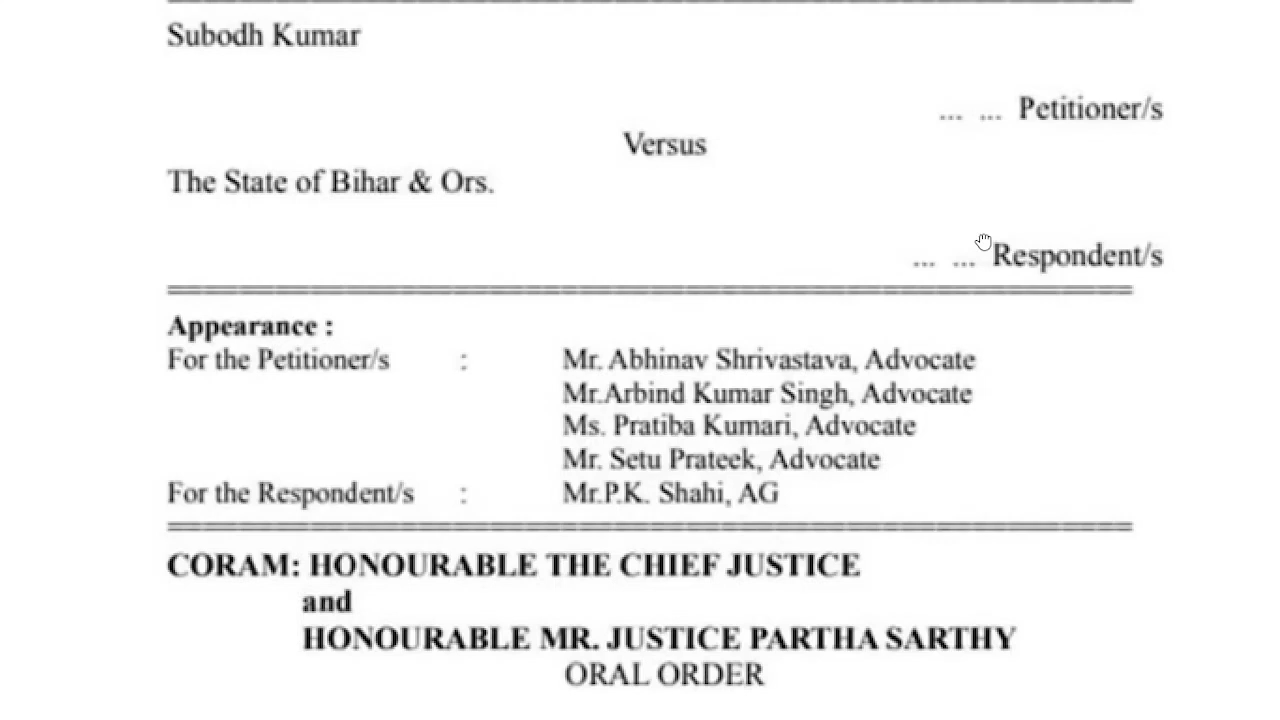 Subodh Kumar
... ... Petitioner/s
Versus
The State of Bihar & Ors.
... ... Respondent/s
Appearance :
For the Petitioner/s : Mr. Abhinav Shrivastava, Advocate
Mr.Arbind Kumar Singh, Advocate
Ms. Pratiba Kumari, Advocate
Mr. Setu Prateek, Advocate
For the Respondent/s : Mr.P.K. Shahi, AG
CORAM: HONOURABLE THE CHIEF JUSTICE
and
HONOURABLE MR. JUSTICE PARTHA SARTHY
ORAL ORDER